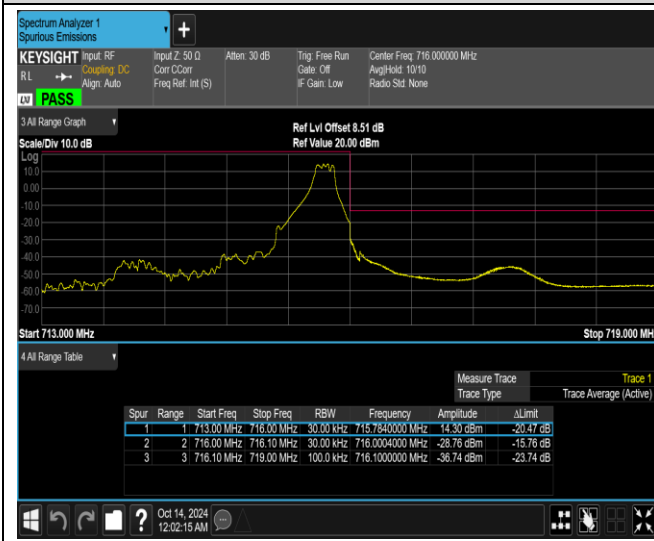 Spectrum Analyzer 1
Spurious Emissions
KEYSIGHT Input: RF Input Z: 50 Ω Atten: 30 dB Trig: Free Run Center Freq: 716.000000 MHz
R L Coupling: DC Corr CCorr Gate: Off Avg|Hold: 10/10
Align: Auto Freq Ref: Int (S) IF Gain: Low Radio Std: None
LXI PASS
3 All Range Graph
Ref Lvl Offset 8.51 dB
Scale/Div 10.0 dB Ref Value 20.00 dBm
Log
10.0
0.00
-10.0
-20.0
-30.0
-40.0
-50.0
-60.0
-70.0
Start 713.000 MHz Stop 719.000 MH
4 All Range Table
Measure Trace Trace 1
Trace Type Trace Average (Active)
Spur Range Start Freq Stop Freq RBW Frequency Amplitude ΔLimit
1 1 713.00 MHz 716.00 MHz 30.00 kHz 715.7840000 MHz 14.30 dBm -20.47 dB
2 2 716.00 MHz 716.10 MHz 30.00 kHz 716.0004000 MHz -28.76 dBm -15.76 dB
3 3 716.10 MHz 719.00 MHz 100.0 kHz 716.1000000 MHz -36.74 dBm -23.74 dB
Oct 14, 2024
12:02:15 AM